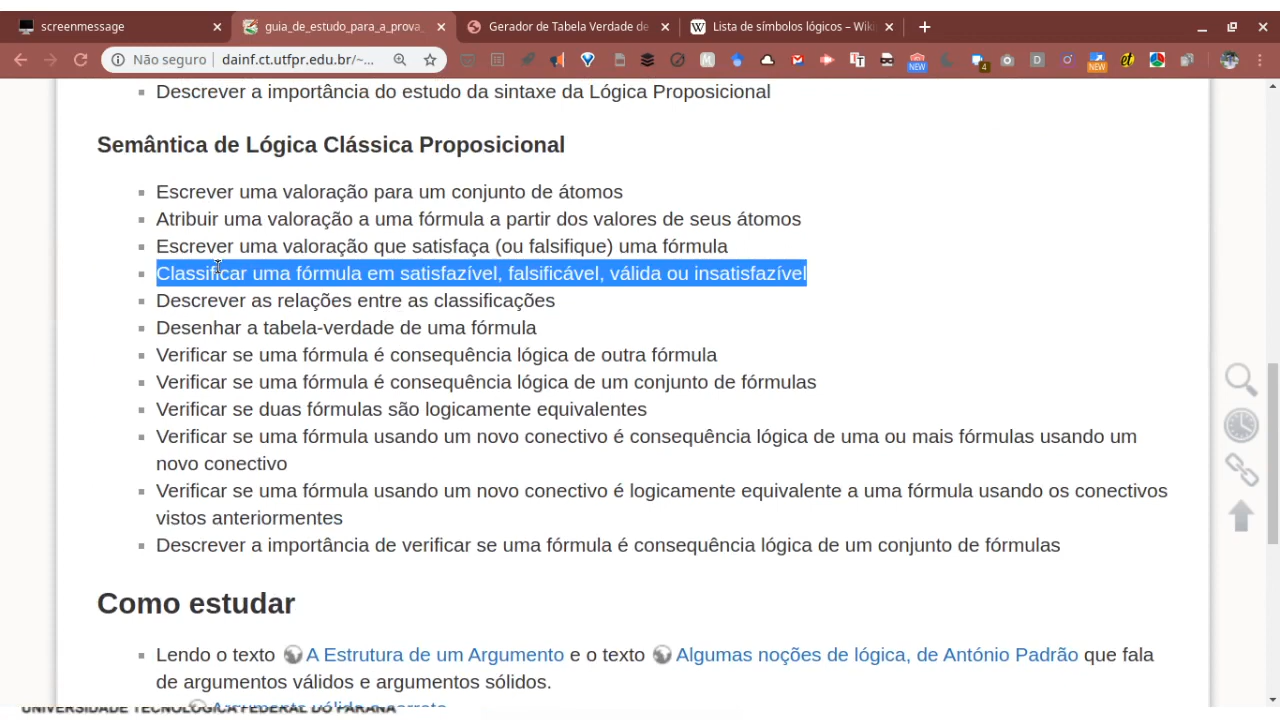 screenmessage
guia_de_estudo_para_a_prova_
Gerador de Tabela Verdade de
Lista de símbolos lógicos – Wiki
Não seguro
dainf.ct.utfpr.edu.br/~...
NEW
4
D
NEW
Descrever a importância do estudo da sintaxe da Lógica Proposicional
Semântica de Lógica Clássica Proposicional
Escrever uma valoração para um conjunto de átomos
Atribuir uma valoração a uma fórmula a partir dos valores de seus átomos
Escrever uma valoração que satisfaça (ou falsifique) uma fórmula
Classificar uma fórmula em satisfazível, falsificável, válida ou insatisfazível
Descrever as relações entre as classificações
Desenhar a tabela-verdade de uma fórmula
Verificar se uma fórmula é consequência lógica de outra fórmula
Verificar se uma fórmula é consequência lógica de um conjunto de fórmulas
Verificar se duas fórmulas são logicamente equivalentes
Verificar se uma fórmula usando um novo conectivo é consequência lógica de uma ou mais fórmulas usando um
novo conectivo
Verificar se uma fórmula usando um novo conectivo é logicamente equivalente a uma fórmula usando os conectivos
vistos anteriormentes
Descrever a importância de verificar se uma fórmula é consequência lógica de um conjunto de fórmulas
Como estudar
Lendo o texto A Estrutura de um Argumento e o texto Algumas noções de lógica, de António Padrão que fala
de argumentos válidos e argumentos sólidos.
UNIVERSIDADE TECNOLÓGICA FEDERAL DO PARANÁ